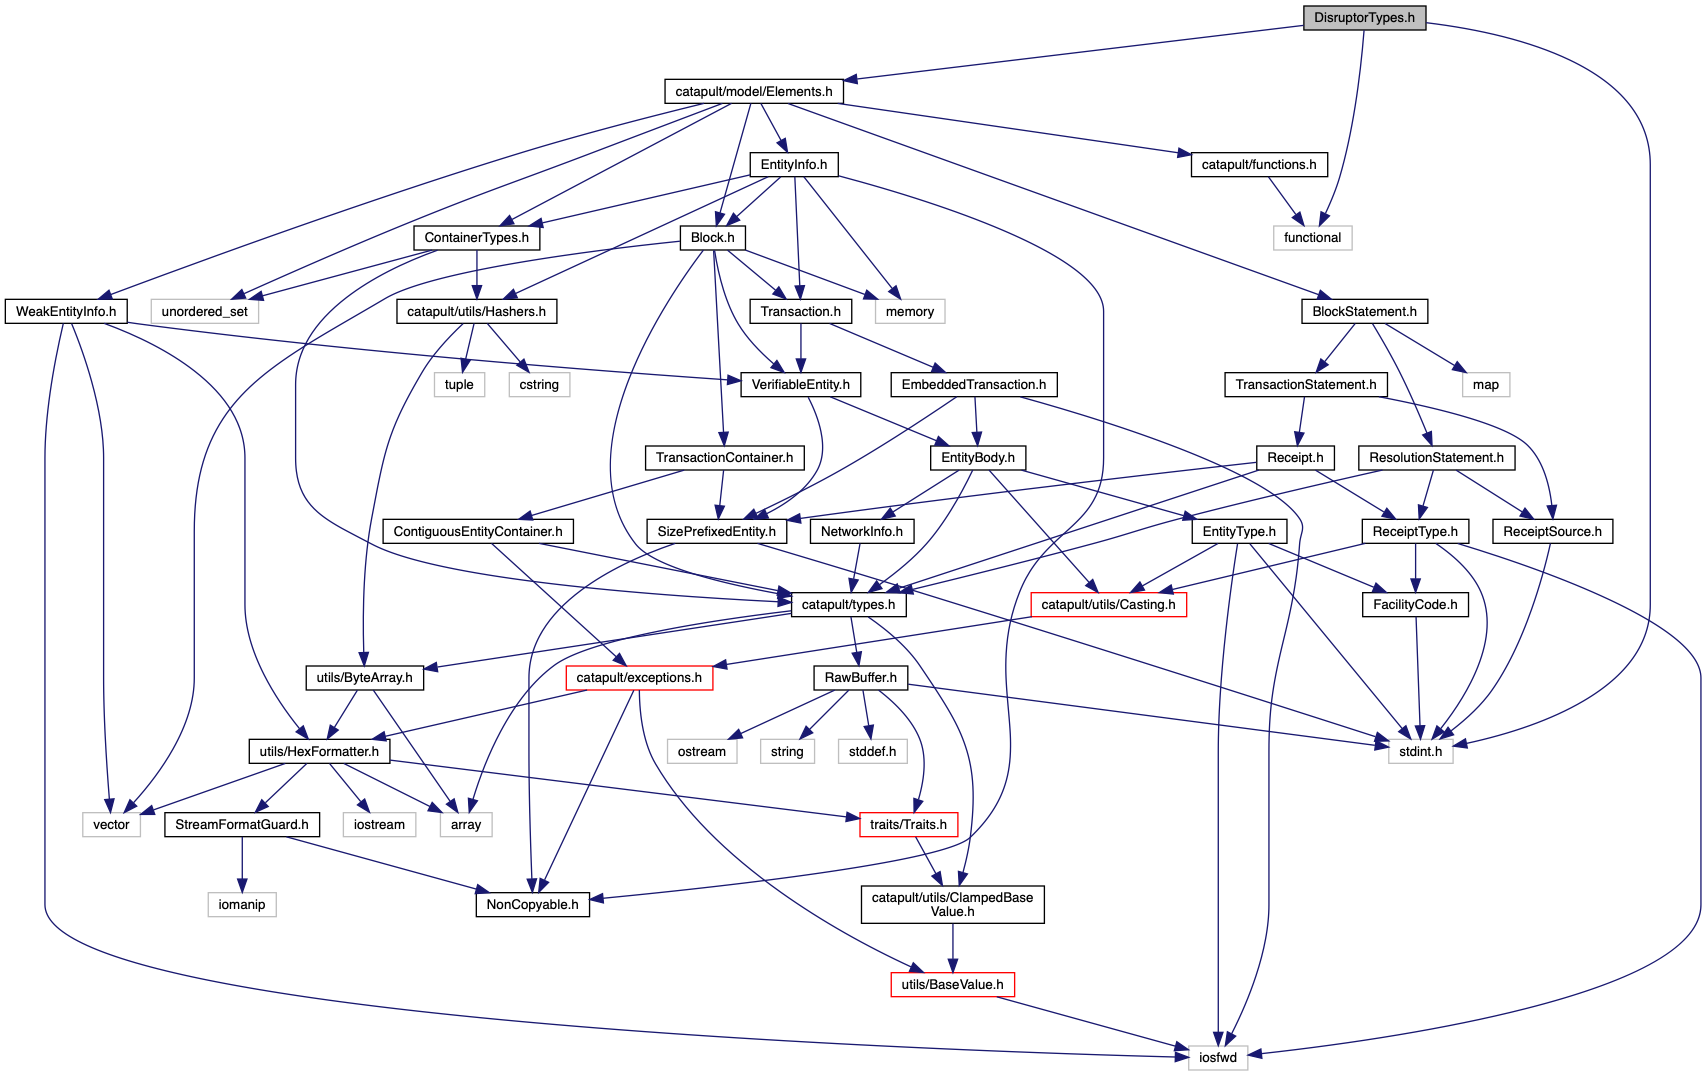 DisruptorTypes.h
catapult/model/Elements.h
EntityInfo.h
catapult/functions.h
ContainerTypes.h
Block.h
functional
WeakEntityInfo.h
unordered_set
catapult/utils/Hashers.h
Transaction.h
memory
BlockStatement.h
tuple
cstring
VerifiableEntity.h
EmbeddedTransaction.h
TransactionStatement.h
map
TransactionContainer.h
EntityBody.h
Receipt.h
ResolutionStatement.h
ContiguousEntityContainer.h
SizePrefixedEntity.h
NetworkInfo.h
EntityType.h
ReceiptType.h
ReceiptSource.h
catapult/types.h
catapult/utils/Casting.h
FacilityCode.h
utils/ByteArray.h
catapult/exceptions.h
RawBuffer.h
utils/HexFormatter.h
ostream
string
stddef.h
stdint.h
vector
StreamFormatGuard.h
iostream
array
traits/Traits.h
iomanip
NonCopyable.h
catapult/utils/ClampedBase
Value.h
utils/BaseValue.h
iosfwd